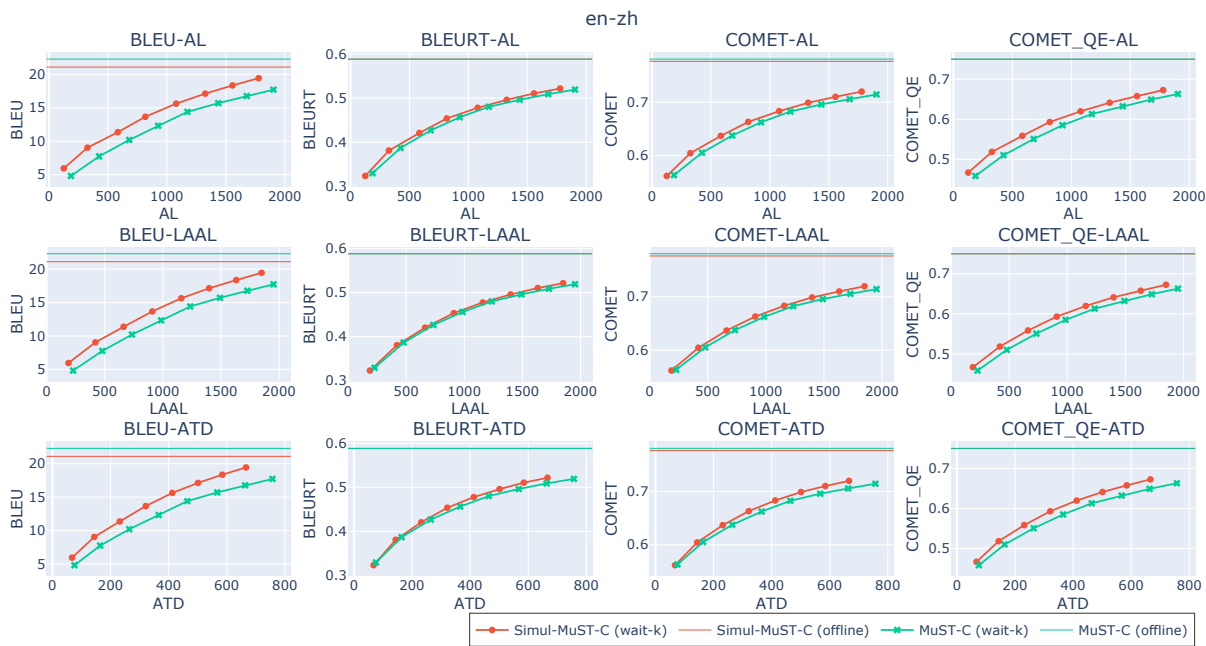 en-zh
BLEU-AL
BLEURT-AL
COMET-AL
COMET_QE-AL
BLEU
20
15
10
5
0
500
1000
1500
2000
AL
BLEURT
0.6
0.5
0.4
0.3
0
500
1000
1500
2000
AL
COMET
0.7
0.6
0
500
1000
1500
2000
AL
COMET_QE
0.7
0.6
0.5
0
500
1000
1500
2000
AL
BLEU-LAAL
BLEURT-LAAL
COMET-LAAL
COMET_QE-LAAL
BLEU
20
15
10
5
0
500
1000
1500
2000
LAAL
BLEURT
0.6
0.5
0.4
0.3
0
500
1000
1500
2000
LAAL
COMET
0.7
0.6
0
500
1000
1500
2000
LAAL
COMET_QE
0.7
0.6
0.5
0
500
1000
1500
2000
LAAL
BLEU-ATD
BLEURT-ATD
COMET-ATD
COMET_QE-ATD
BLEU
20
15
10
5
0
200
400
600
800
ATD
BLEURT
0.6
0.5
0.4
0.3
0
200
400
600
800
ATD
COMET
0.7
0.6
0
200
400
600
800
ATD
COMET_QE
0.7
0.6
0.5
0
200
400
600
800
ATD
Simul-MuST-C (wait-k)
Simul-MuST-C (offline)
MuST-C (wait-k)
MuST-C (offline)